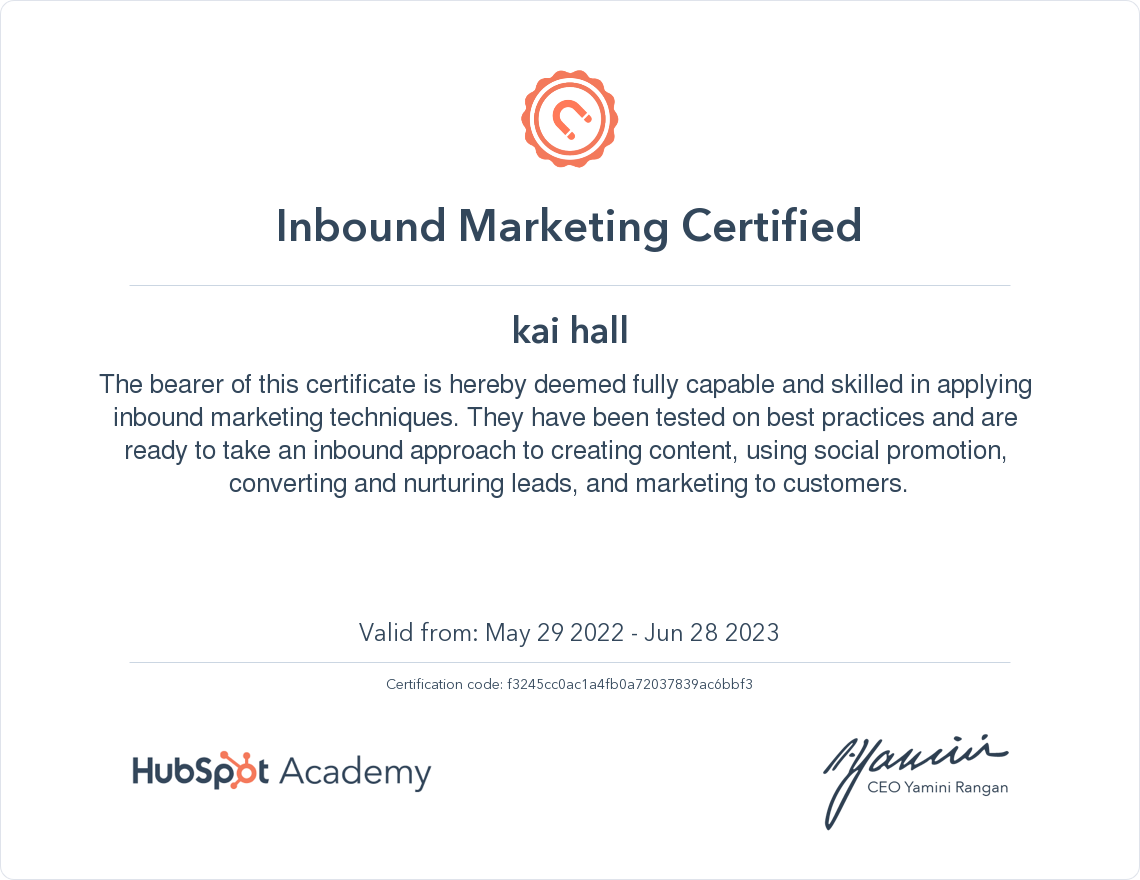 Inbound Marketing Certified
kai hall
The bearer of this certificate is hereby deemed fully capable and skilled in applying
inbound marketing techniques. They have been tested on best practices and are
ready to take an inbound approach to creating content, using social promotion,
converting and nurturing leads, and marketing to customers.
Valid from: May 29 2022 - Jun 28 2023
Certification code: f3245cc0ac1a4fb0a72037839ac6bbf3
HubSpot Academy
Yamini
CEO Yamini Rangan